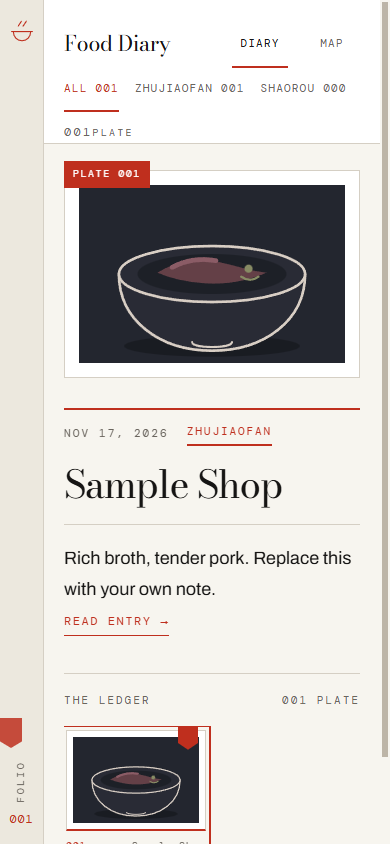 Food Diary
DIARY MAP
ALL 001 ZHUJIAOFAN 001 SHAOROU 000
001PLATE
PLATE 001
NOV 17, 2026 ZHUJIAOFAN
Sample Shop
Rich broth, tender pork. Replace this
with your own note.
READ ENTRY →
THE LEDGER 001 PLATE
FOLIO
001